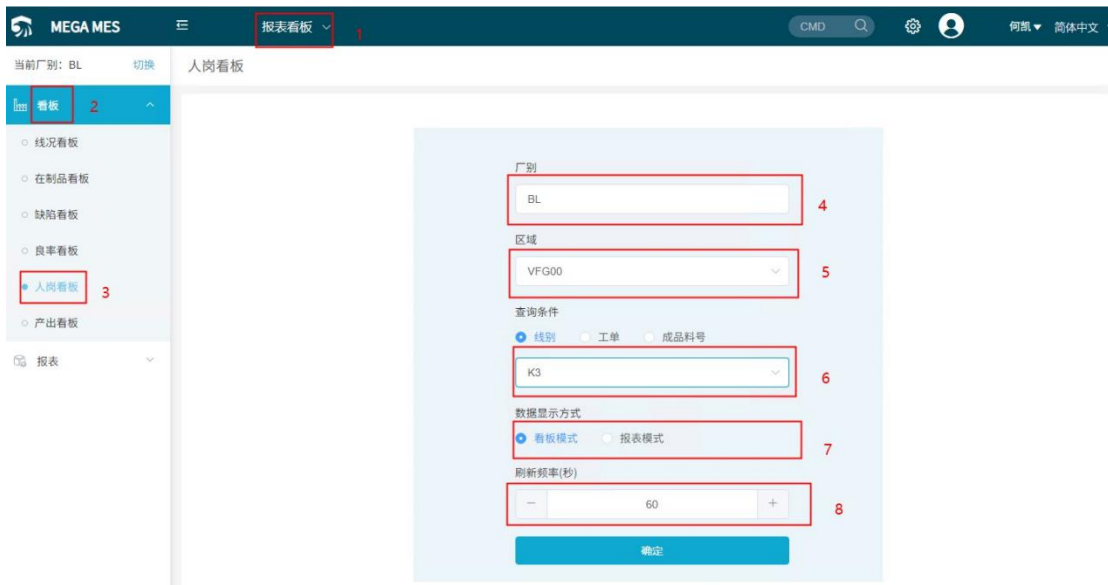 MEGA MES 报表看板 1 CMD 何凯 简体中文
当前厂别：BL 切换 人岗看板
看板 2
线况看板
在制品看板
缺陷看板
良率看板
人岗看板 3
产出看板
报表
厂别
BL 4
区域
VFG00 5
查询条件
线别 工单 成品料号
K3 6
数据显示方式
看板模式 报表模式 7
刷新频率(秒)
− 60 + 8
确定